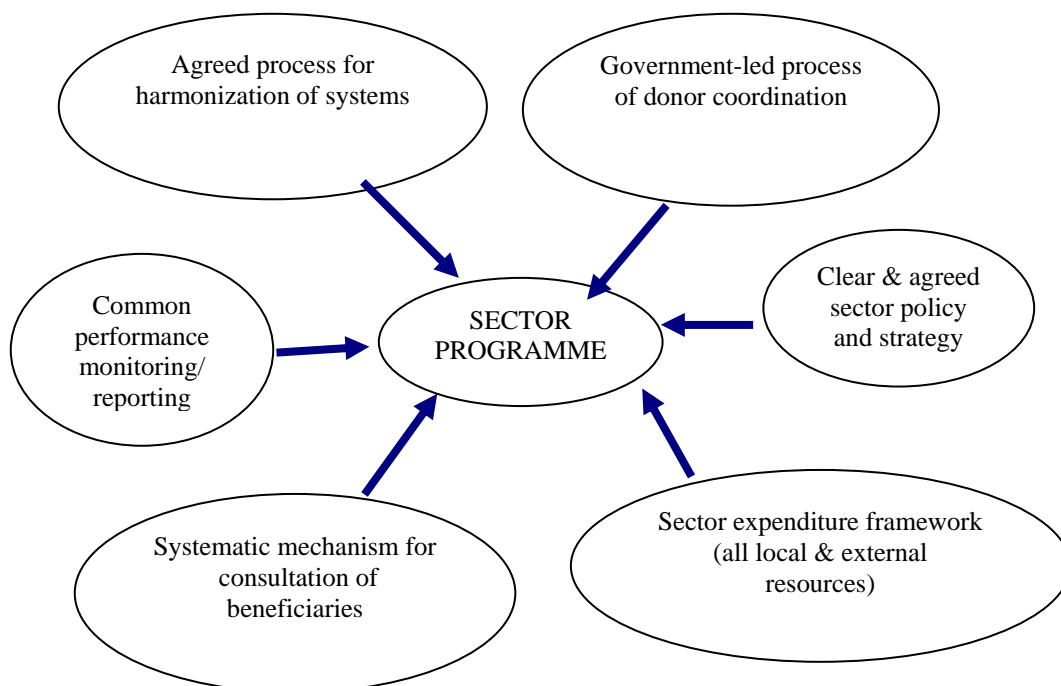 Agreed process for
harmonization of systems
Government-led process
of donor coordination
Common
performance
monitoring/
reporting
SECTOR
PROGRAMME
Clear & agreed
sector policy
and strategy
Systematic mechanism for
consultation of
beneficiaries
Sector expenditure framework
(all local & external
resources)